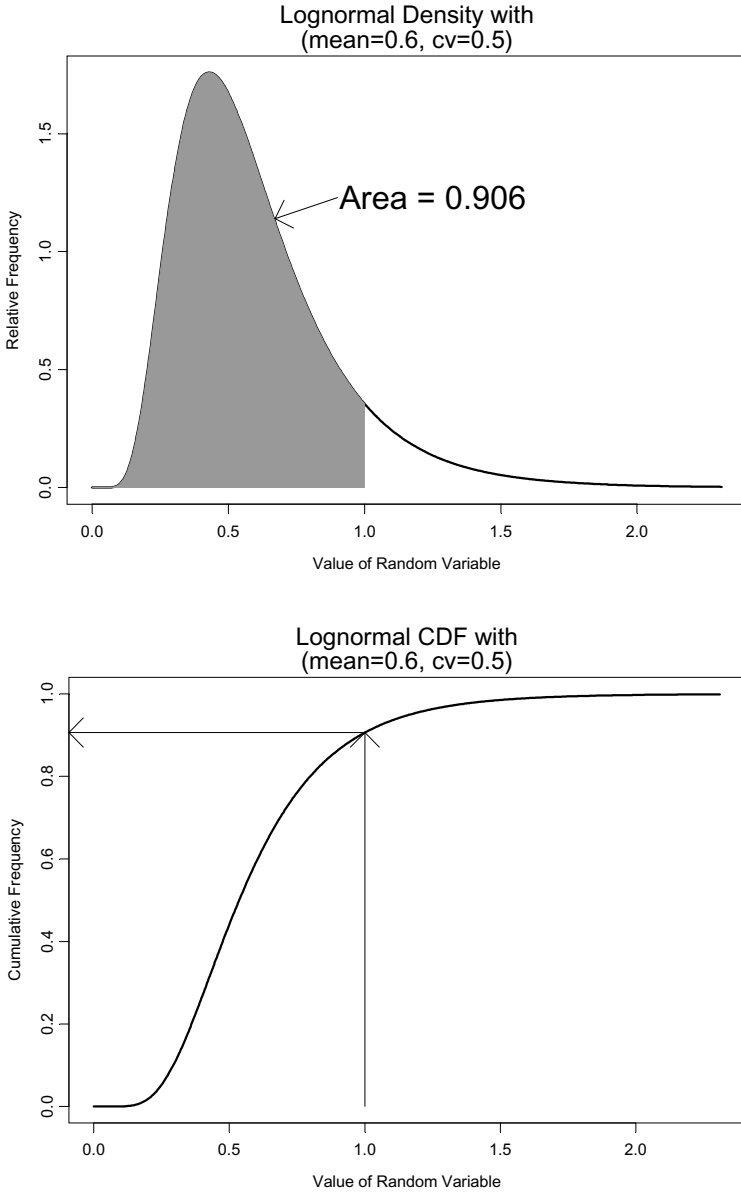 Lognormal Density with
(mean=0.6, cv=0.5)
Relative Frequency
1.5
1.0
0.5
0.0
Area = 0.906
0.0 0.5 1.0 1.5 2.0
Value of Random Variable
Lognormal CDF with
(mean=0.6, cv=0.5)
Cumulative Frequency
1.0
0.8
0.6
0.4
0.2
0.0
0.0 0.5 1.0 1.5 2.0
Value of Random Variable